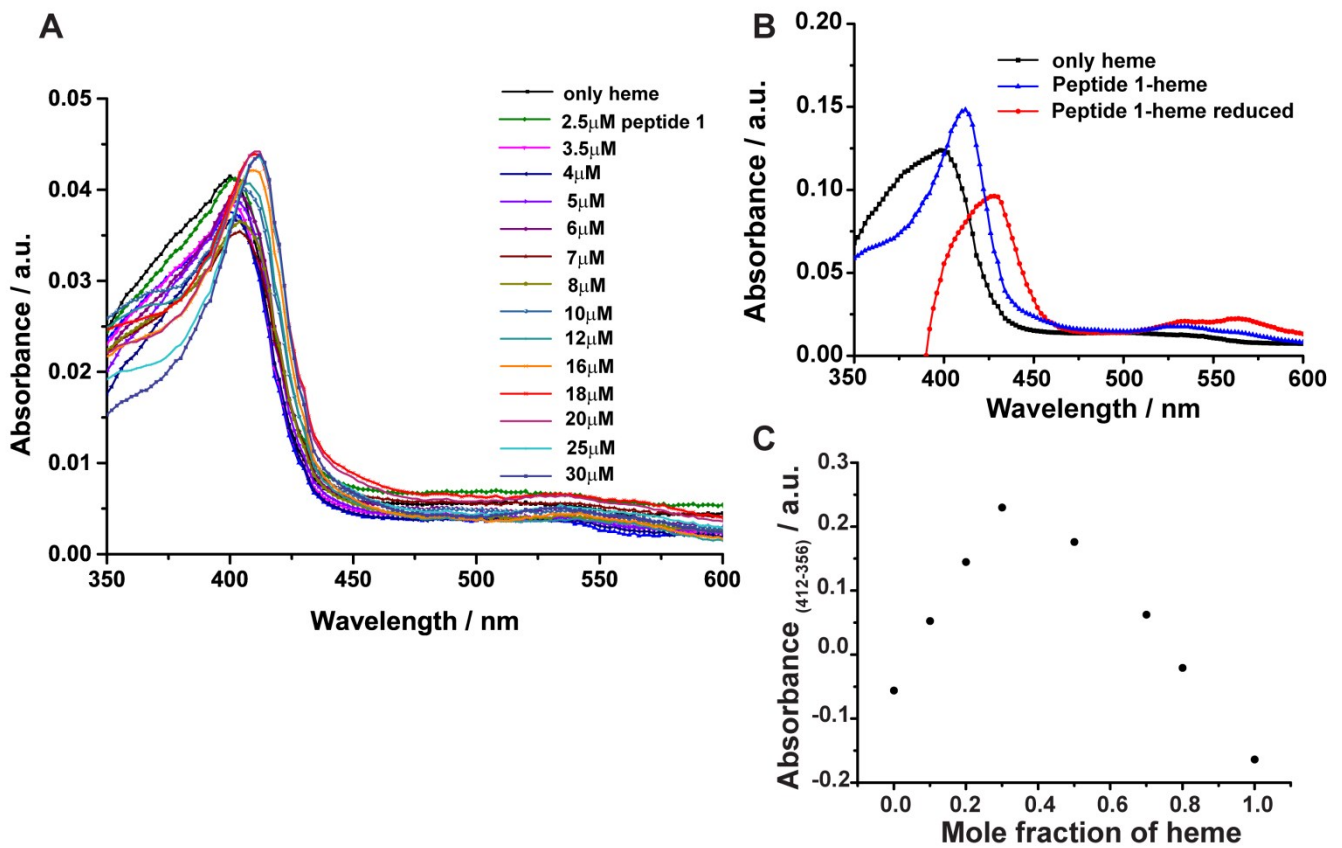 A
Absorbance / a.u.
0.05
0.04
0.03
0.02
0.01
0.00
only heme
2.5μM peptide 1
3.5μM
4μM
5μM
6μM
7μM
8μM
10μM
12μM
16μM
18μM
20μM
25μM
30μM
350 400 450 500 550 600
Wavelength / nm
B
Absorbance / a.u.
0.20
0.15
0.10
0.05
0.00
only heme
Peptide 1-heme
Peptide 1-heme reduced
350 400 450 500 550 600
Wavelength / nm
C
Absorbance (412-356) / a.u.
0.3
0.2
0.1
0.0
-0.1
-0.2
0.0 0.2 0.4 0.6 0.8 1.0
Mole fraction of heme